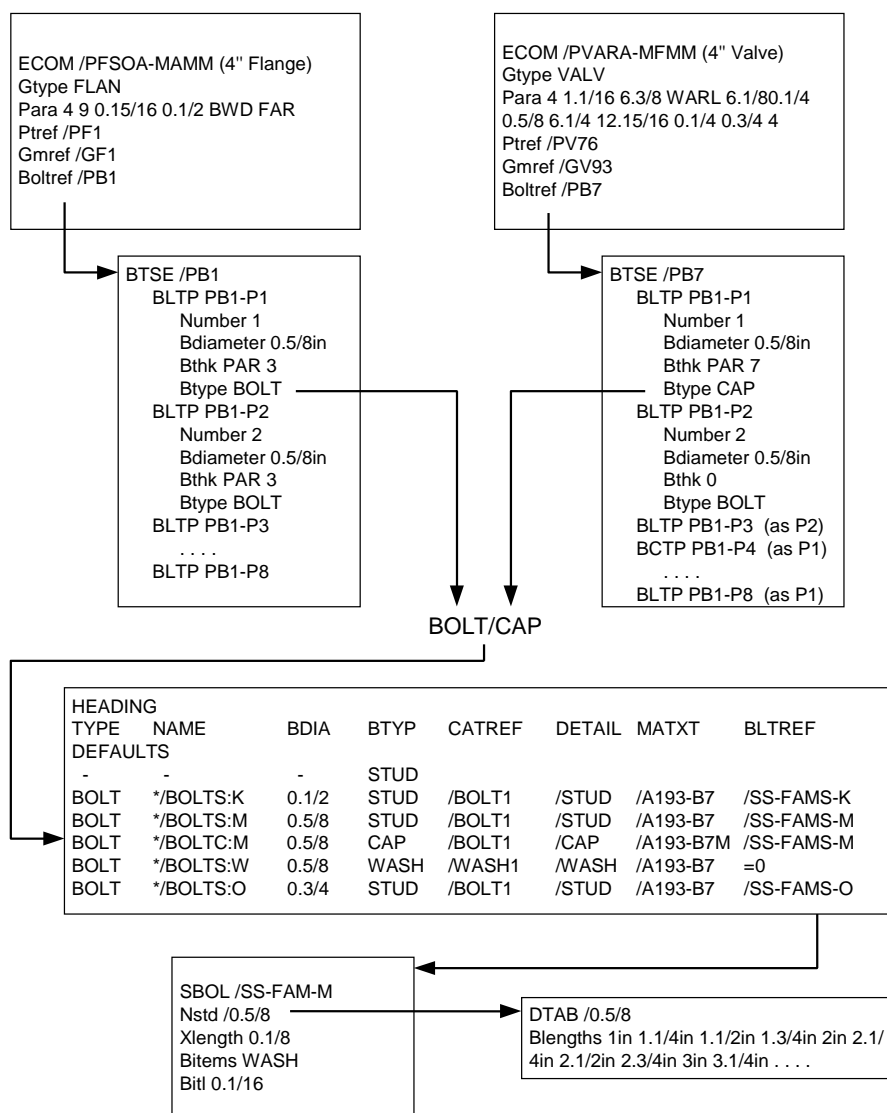 ECOM /PFSOA-MAMM (4" Flange)
Gtype FLAN
Para 4 9 0.15/16 0.1/2 BWD FAR
Ptref /PF1
Gmref /GF1
Boltref /PB1
ECOM /PVARA-MFMM (4" Valve)
Gtype VALV
Para 4 1.1/16 6.3/8 WARL 6.1/80.1/4
0.5/8 6.1/4 12.15/16 0.1/4 0.3/4 4
Ptref /PV76
Gmref /GV93
Boltref /PB7
BTSE /PB1
BLTP PB1-P1
Number 1
Bdiameter 0.5/8in
Bthk PAR 3
Btype BOLT
BLTP PB1-P2
Number 2
Bdiameter 0.5/8in
Bthk PAR 3
Btype BOLT
BLTP PB1-P3
. . . .
BLTP PB1-P8
BTSE /PB7
BLTP PB1-P1
Number 1
Bdiameter 0.5/8in
Bthk PAR 7
Btype CAP
BLTP PB1-P2
Number 2
Bdiameter 0.5/8in
Bthk 0
Btype BOLT
BLTP PB1-P3 (as P2)
BCTP PB1-P4 (as P1)
. . . .
BLTP PB1-P8 (as P1)
BOLT/CAP
HEADING
TYPE NAME BDIA BTYP CATREF DETAIL MATXT BLTREF
DEFAULTS
- - - STUD
BOLT */BOLTS:K 0.1/2 STUD /BOLT1 /STUD /A193-B7 /SS-FAMS-K
BOLT */BOLTS:M 0.5/8 STUD /BOLT1 /STUD /A193-B7 /SS-FAMS-M
BOLT */BOLTC:M 0.5/8 CAP /BOLT1 /CAP /A193-B7M /SS-FAMS-M
BOLT */BOLTS:W 0.5/8 WASH /WASH1 /WASH /A193-B7 =0
BOLT */BOLTS:O 0.3/4 STUD /BOLT1 /STUD /A193-B7 /SS-FAMS-O
SBOL /SS-FAM-M
Nstd /0.5/8
Xlength 0.1/8
Bitems WASH
Bitl 0.1/16
DTAB /0.5/8
Blengths 1in 1.1/4in 1.1/2in 1.3/4in 2in 2.1/
4in 2.1/2in 2.3/4in 3in 3.1/4in . . . .